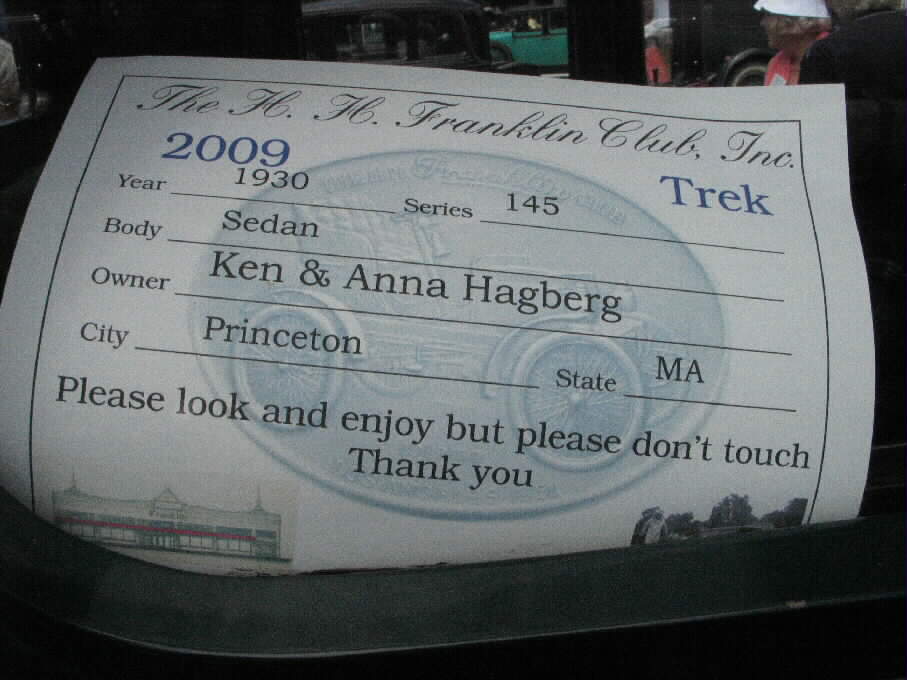 The H. H. Franklin Club, Inc.
2009 Trek
Year 1930 Series 145
Body Sedan
Owner Ken & Anna Hagberg
City Princeton State MA
Please look and enjoy but please don't touch
Thank you